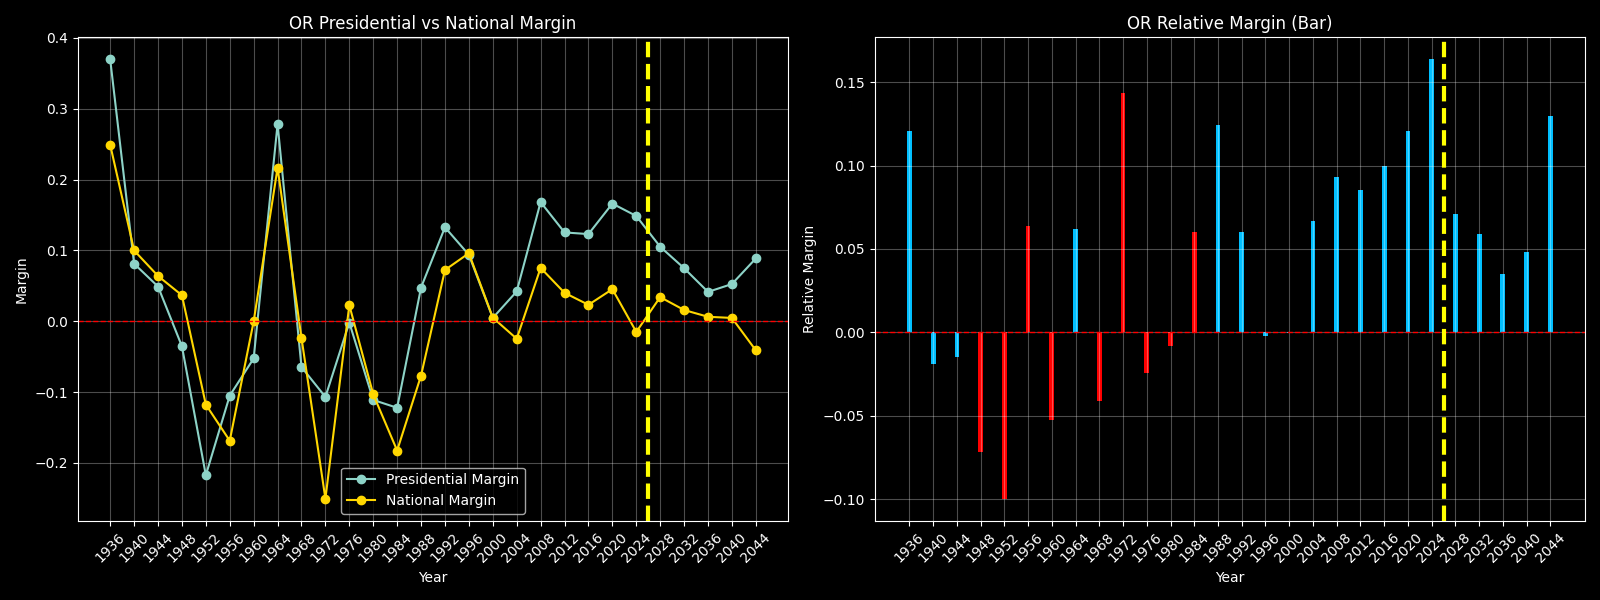 OR Presidential vs National Margin
0.4
0.3
0.2
0.1
0.0
−0.1
−0.2
Margin
Presidential Margin
National Margin
1936 1940 1944 1948 1952 1956 1960 1964 1968 1972 1976 1980 1984 1988 1992 1996 2000 2004 2008 2012 2016 2020 2024 2028 2032 2036 2040 2044
Year
OR Relative Margin (Bar)
0.15
0.10
0.05
0.00
−0.05
−0.10
Relative Margin
1936 1940 1944 1948 1952 1956 1960 1964 1968 1972 1976 1980 1984 1988 1992 1996 2000 2004 2008 2012 2016 2020 2024 2028 2032 2036 2040 2044
Year